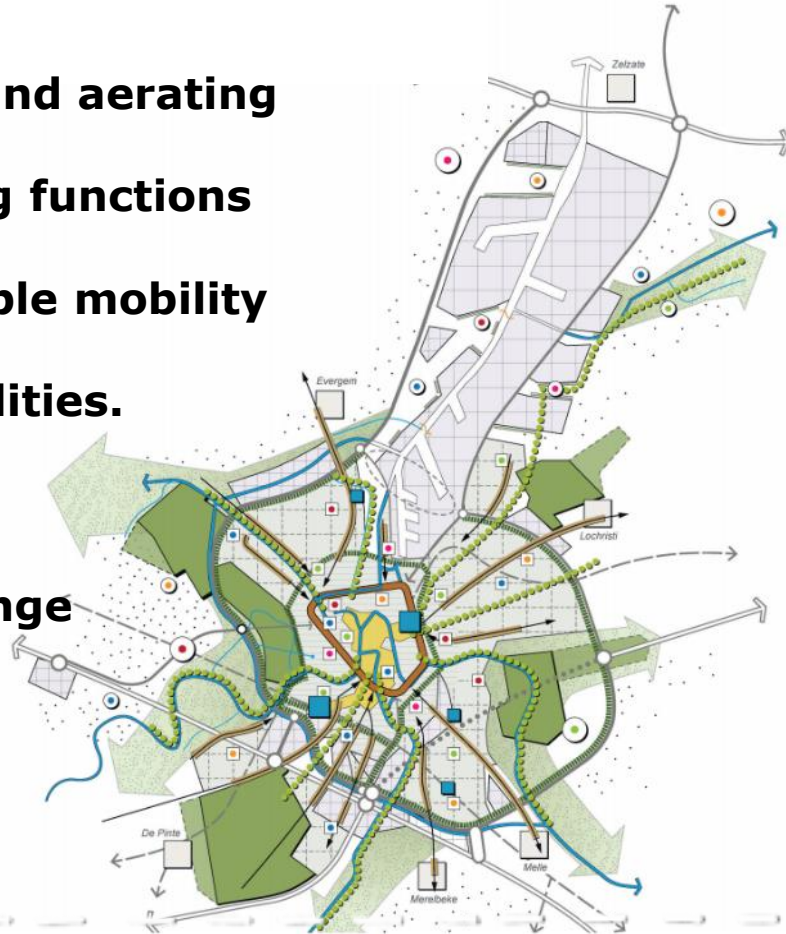 nd aerating
g functions
ble mobility
lities.
nge
Zelzate
Evergem
Lochristi
De Pinte
Melle
Merelbeke
n